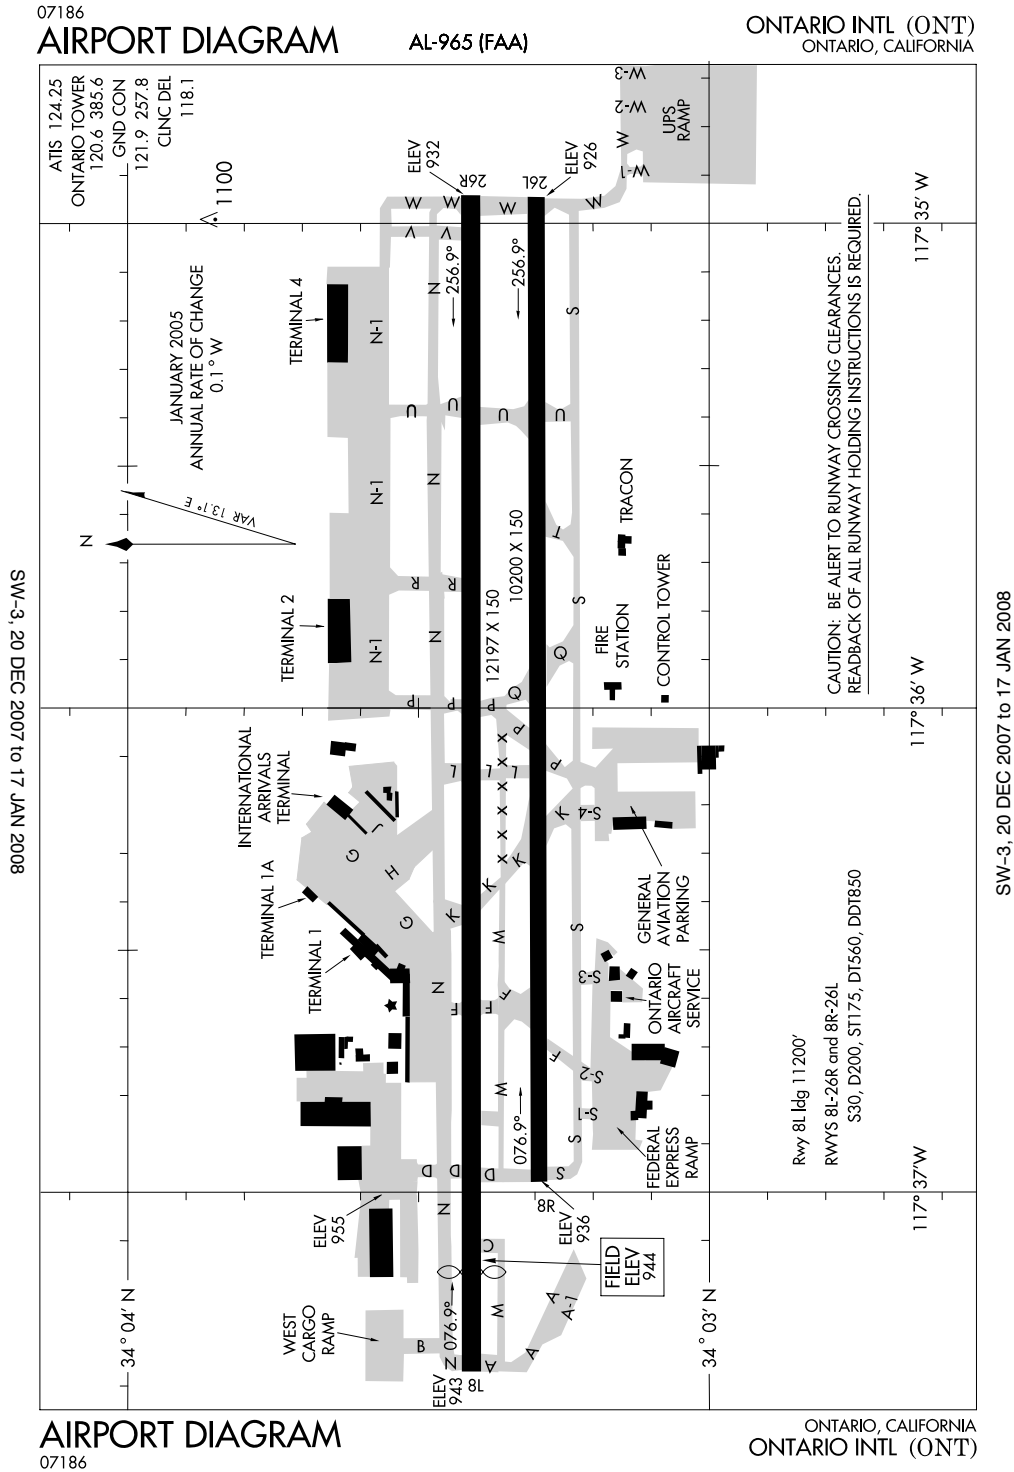 07186
AIRPORT DIAGRAM
AL-965 (FAA)
ONTARIO INTL (ONT)
ONTARIO, CALIFORNIA
ATIS 124.25
ONTARIO TOWER
120.6 385.6
GND CON
121.9 257.8
CLNC DEL
118.1
1100
ELEV
932
26R
26L
ELEV
926
W-3
W-2
W
W-1
UPS
RAMP
W
W
W
W
V
V
256.9°
256.9°
N
S
117° 35' W
JANUARY 2005
ANNUAL RATE OF CHANGE
0.1° W
TERMINAL 4
N-1
U
U
U
U
VAR 13.1° E
N
N-1
N
T
TRACON
10200 X 150
12197 X 150
TERMINAL 2
R
R
N-1
N
S
Q
Q
FIRE
STATION
CONTROL TOWER
CAUTION: BE ALERT TO RUNWAY CROSSING CLEARANCES.
READBACK OF ALL RUNWAY HOLDING INSTRUCTIONS IS REQUIRED.
P
P
P
P
P
117° 36' W
SW-3, 20 DEC 2007 to 17 JAN 2008
SW-3, 20 DEC 2007 to 17 JAN 2008
INTERNATIONAL
ARRIVALS
TERMINAL
L
L
L
X X X X X X
J
G
H
G
K
K
K
K
S-4
GENERAL
AVIATION
PARKING
TERMINAL 1A
TERMINAL 1
N
W
S
S-3
F
F
F
S-2
ONTARIO
AIRCRAFT
SERVICE
W
076.9°
S-1
S
FEDERAL
EXPRESS
RAMP
Rwy 8L ldg 11200'
RWYS 8L-26R and 8R-26L
S30, D200, ST175, DT560, DDT850
D
D
D
S
8R
ELEV
936
117° 37' W
ELEV
955
N
C
FIELD
ELEV
944
WEST
CARGO
RAMP
B
076.9°
W
A
A-1
A
N
A
ELEV
943
8L
34° 04' N
34° 03' N
AIRPORT DIAGRAM
07186
ONTARIO, CALIFORNIA
ONTARIO INTL (ONT)